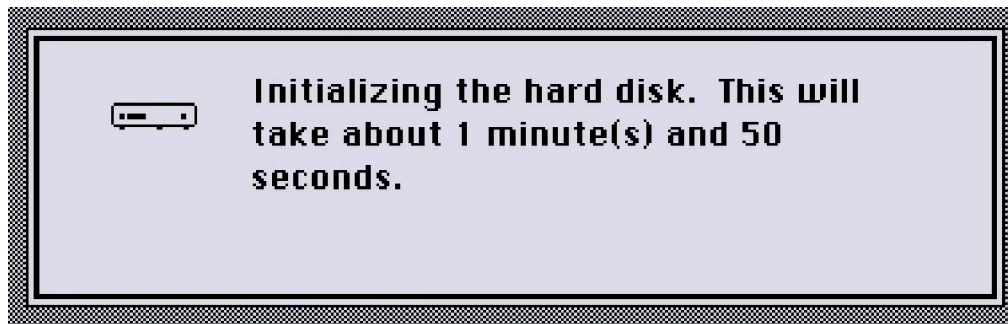 Initializing the hard disk. This will
take about 1 minute(s) and 50
seconds.